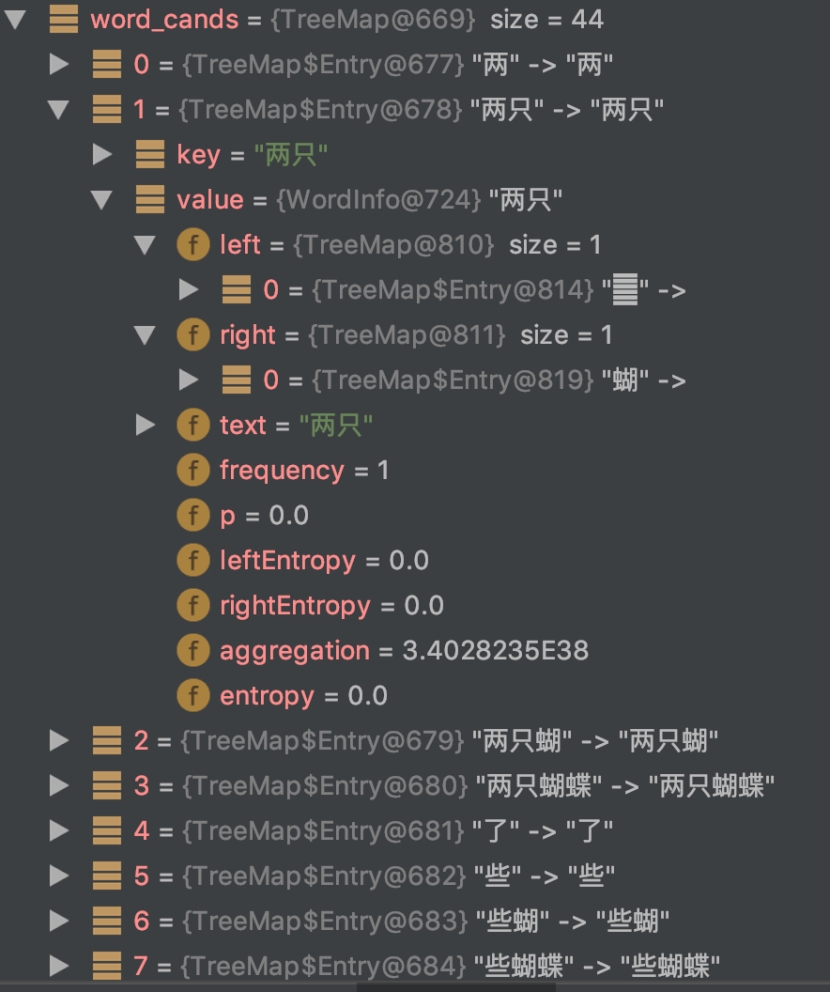 word_cands = {TreeMap@669} size = 44
0 = {TreeMap$Entry@677} "两" -> "两"
1 = {TreeMap$Entry@678} "两只" -> "两只"
key = "两只"
value = {WordInfo@724} "两只"
f left = {TreeMap@810} size = 1
0 = {TreeMap$Entry@814} "" ->
f right = {TreeMap@811} size = 1
0 = {TreeMap$Entry@819} "蝴" ->
f text = "两只"
f frequency = 1
f p = 0.0
f leftEntropy = 0.0
f rightEntropy = 0.0
f aggregation = 3.4028235E38
f entropy = 0.0
2 = {TreeMap$Entry@679} "两只蝴" -> "两只蝴"
3 = {TreeMap$Entry@680} "两只蝴蝶" -> "两只蝴蝶"
4 = {TreeMap$Entry@681} "了" -> "了"
5 = {TreeMap$Entry@682} "些" -> "些"
6 = {TreeMap$Entry@683} "些蝴" -> "些蝴"
7 = {TreeMap$Entry@684} "些蝴蝶" -> "些蝴蝶"